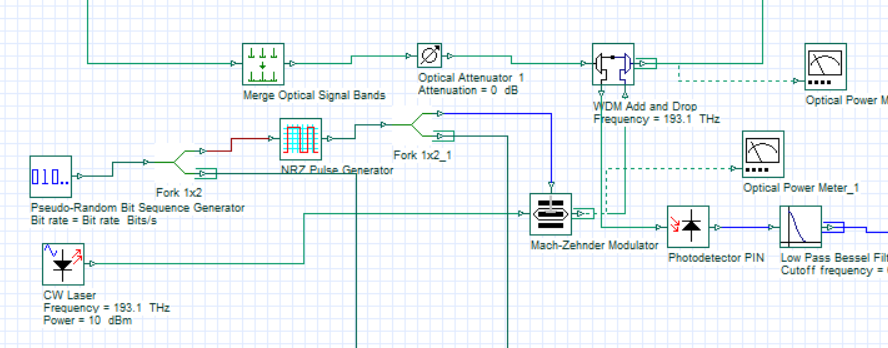 Merge Optical Signal Bands
Optical Attenuator 1
Attenuation = 0 dB
WDM Add and Drop
Frequency = 193.1 THz
Optical Power M
NRZ Pulse Generator
Fork 1x2_1
Fork 1x2
010..
Pseudo-Random Bit Sequence Generator
Bit rate = Bit rate Bits/s
Optical Power Meter_1
Mach-Zehnder Modulator
Photodetector PIN
Low Pass Bessel Filt
Cutoff frequency =
CW Laser
Frequency = 193.1 THz
Power = 10 dBm